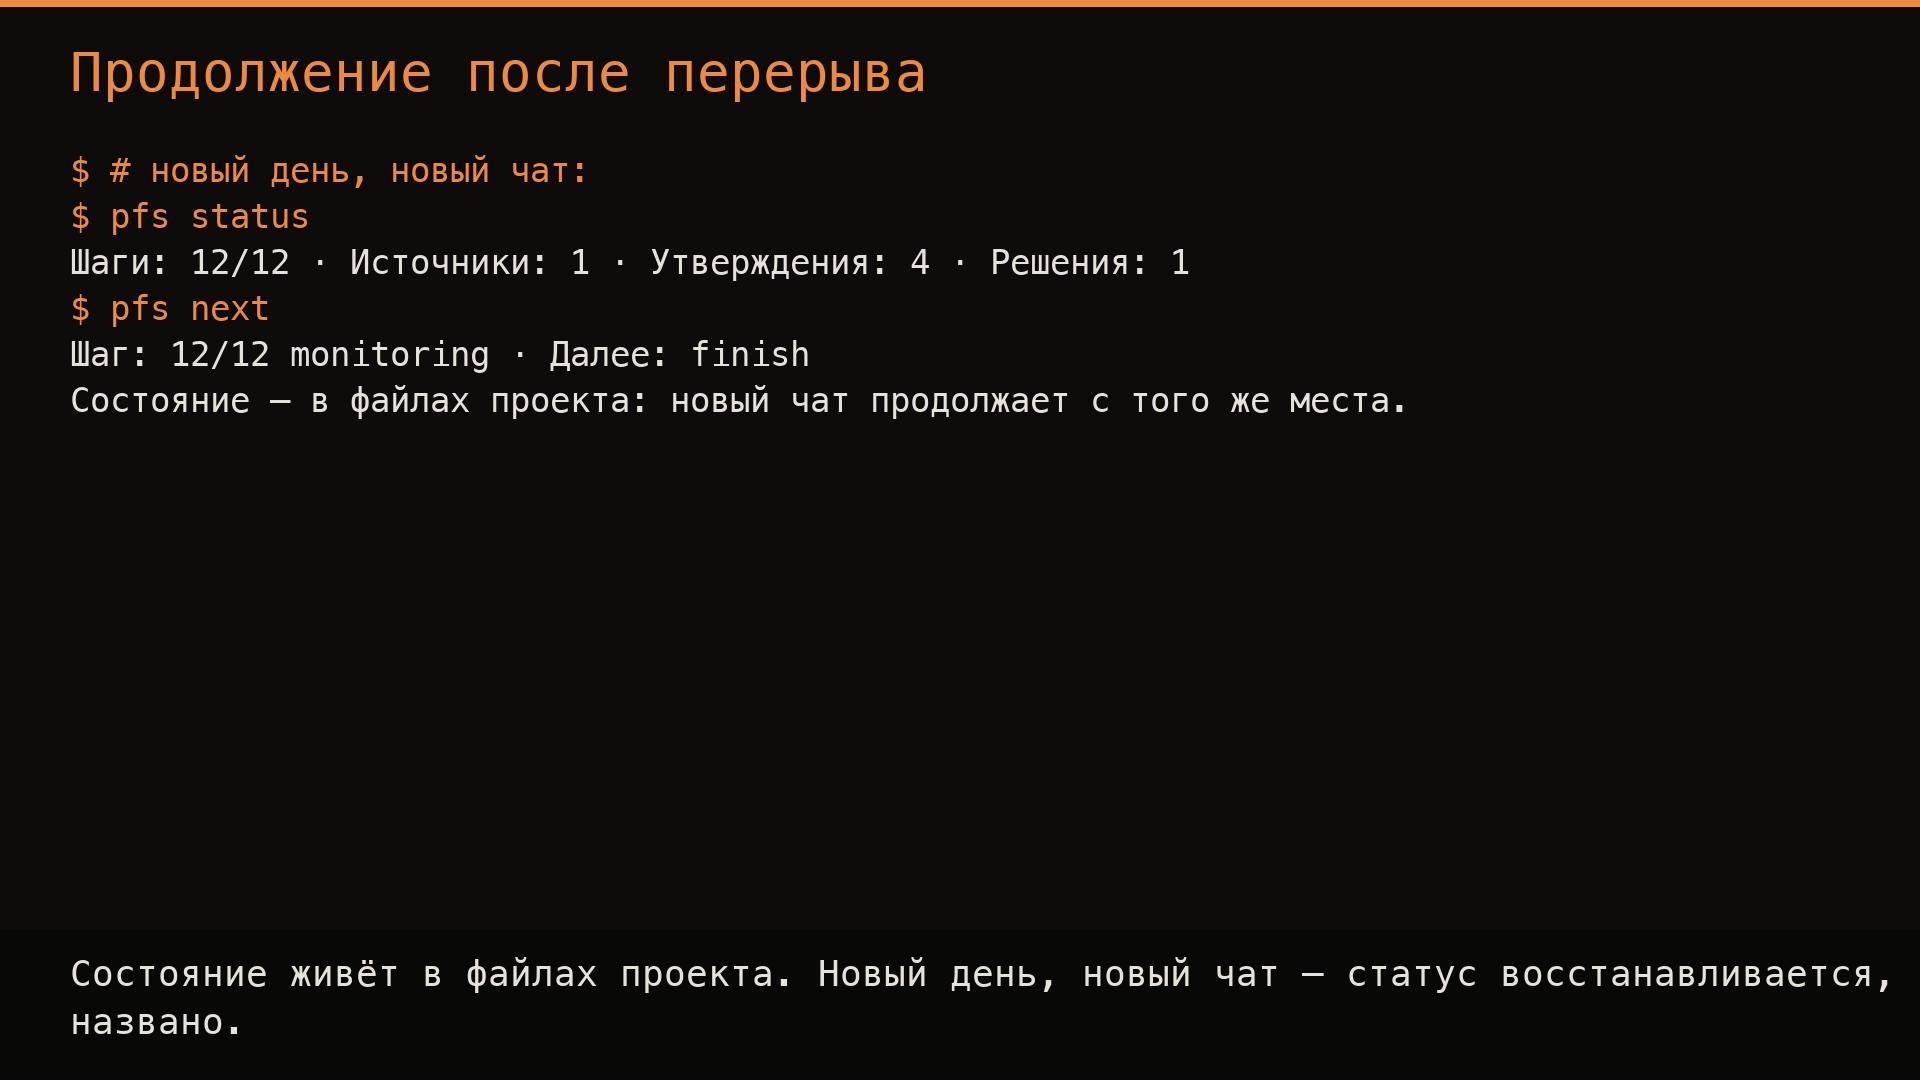 Продолжение после перерыва
$ # новый день, новый чат:
$ pfs status
Шаги: 12/12 · Источники: 1 · Утверждения: 4 · Решения: 1
$ pfs next
Шаг: 12/12 monitoring · Далее: finish
Состояние — в файлах проекта: новый чат продолжает с того же места.
Состояние живёт в файлах проекта. Новый день, новый чат — статус восстанавливается,
названо.